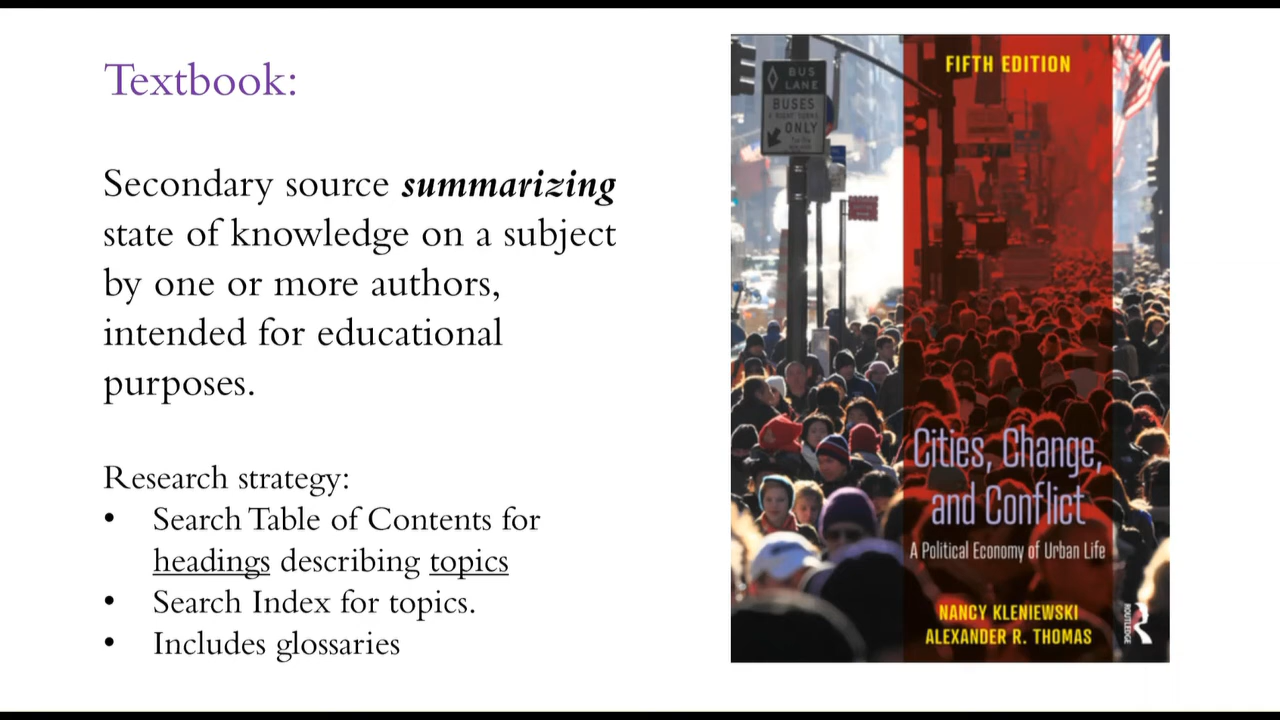 Textbook:
Secondary source summarizing
state of knowledge on a subject
by one or more authors,
intended for educational
purposes.
Research strategy:
• Search Table of Contents for
headings describing topics
• Search Index for topics.
• Includes glossaries
BUS
LANE
BUSES
ONLY
FIFTH EDITION
Cities, Change,
and Conflict
A Political Economy of Urban Life
NANCY KLENIEWSKI
ALEXANDER R. THOMAS
ROUTLEDGE